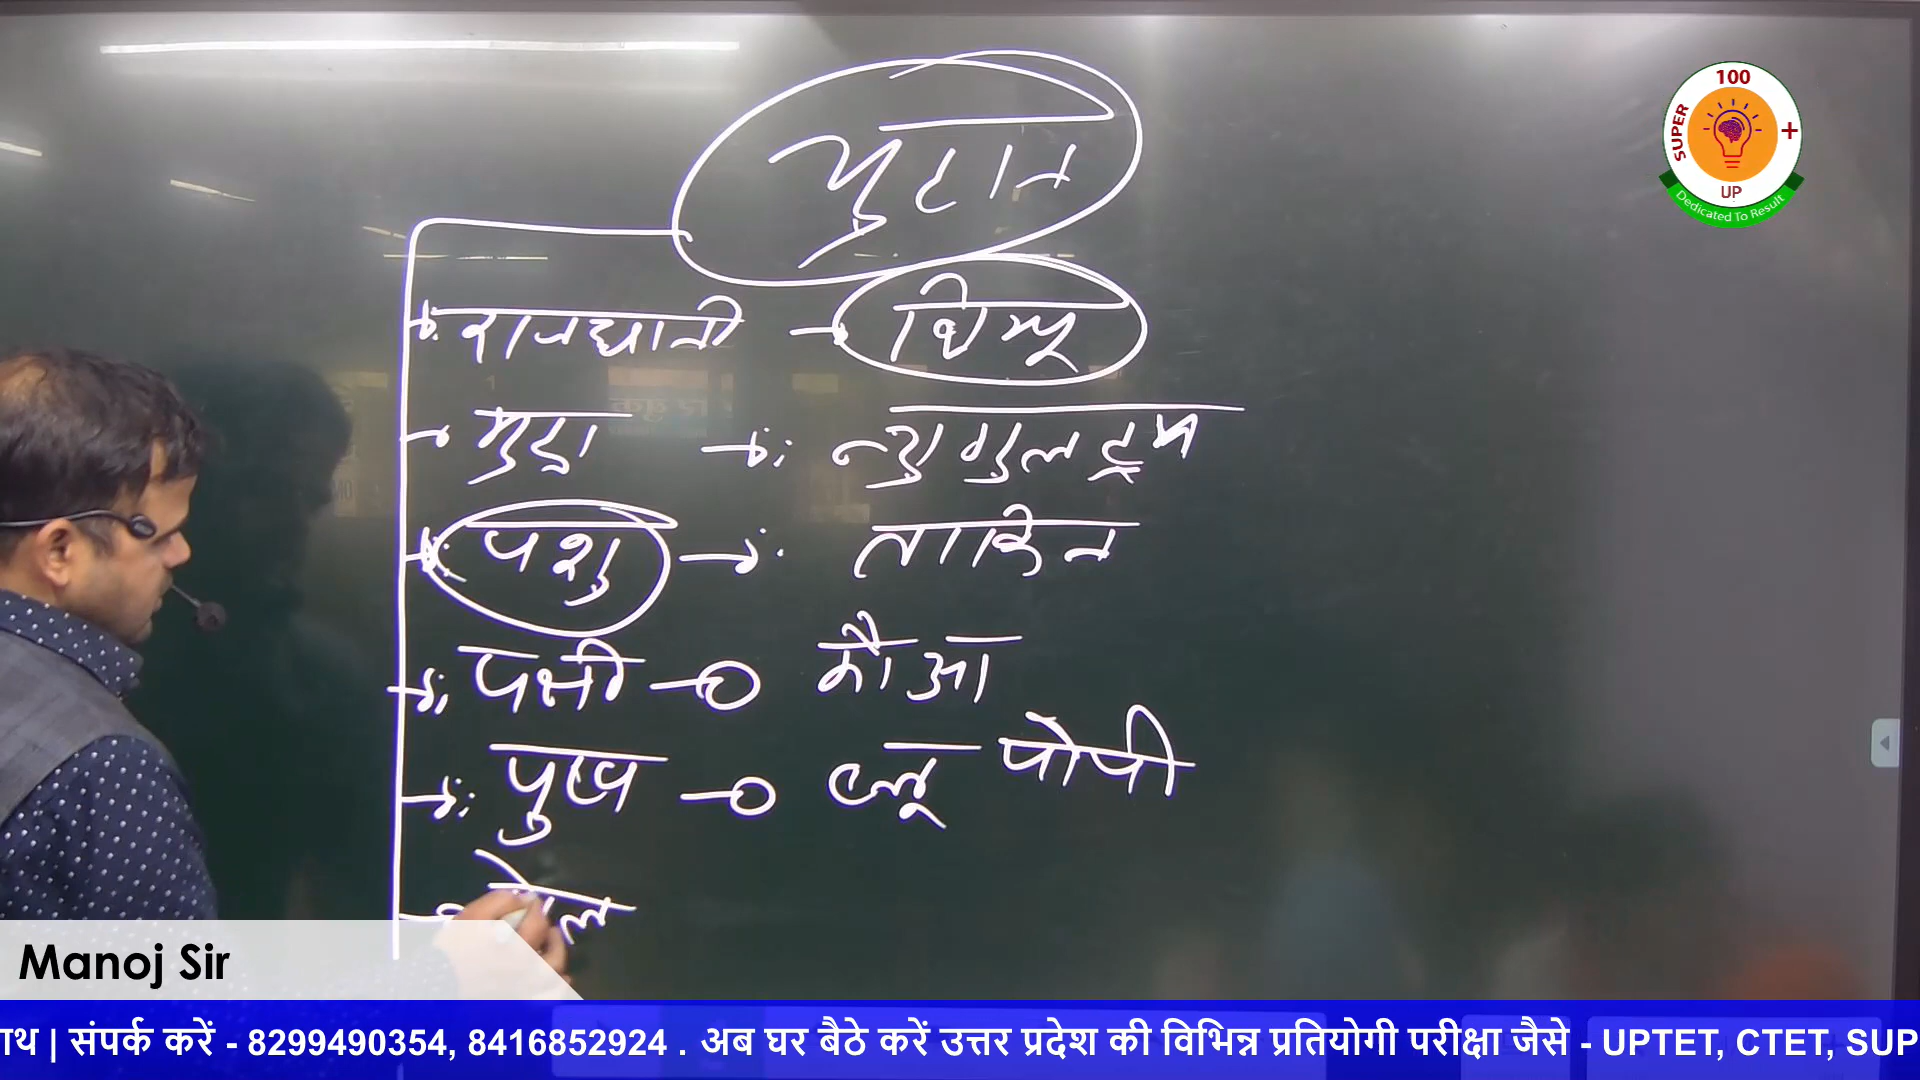 100
SUPER +
UP
Dedicated To Result
भुटान
राजधानी थिम्पू
मुद्रा न्युगुलट्रम
पशु ताकिन
पक्षी कौआ
पुष्प ब्लू पोपी
Manoj Sir
ाथ | संपर्क करें - 8299490354, 8416852924 . अब घर बैठे करें उत्तर प्रदेश की विभिन्न प्रतियोगी परीक्षा जैसे - UPTET, CTET, SUP